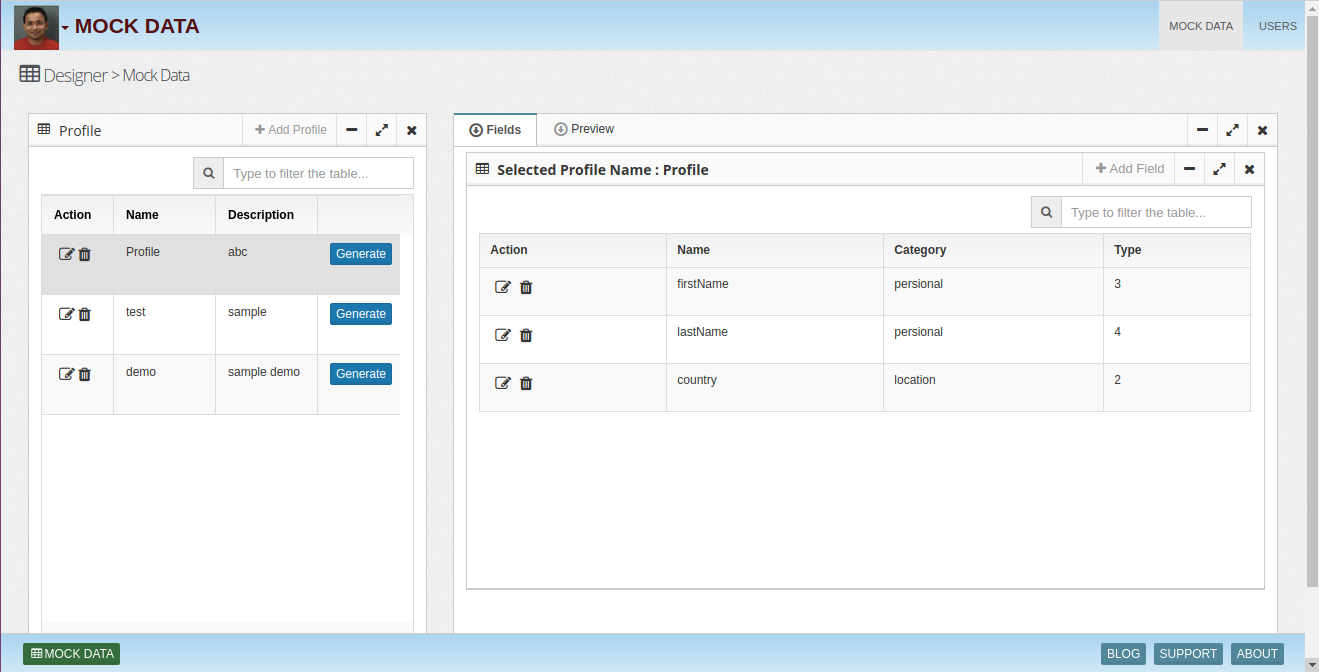 MOCK DATA
MOCK DATA
USERS
Designer > Mock Data
Profile
Add Profile
Type to filter the table...
Action Name Description
Profile abc Generate
test sample Generate
demo sample demo Generate
Fields
Preview
Selected Profile Name : Profile
Add Field
Type to filter the table...
Action Name Category Type
firstName persional 3
lastName persional 4
country location 2
MOCK DATA
BLOG
SUPPORT
ABOUT